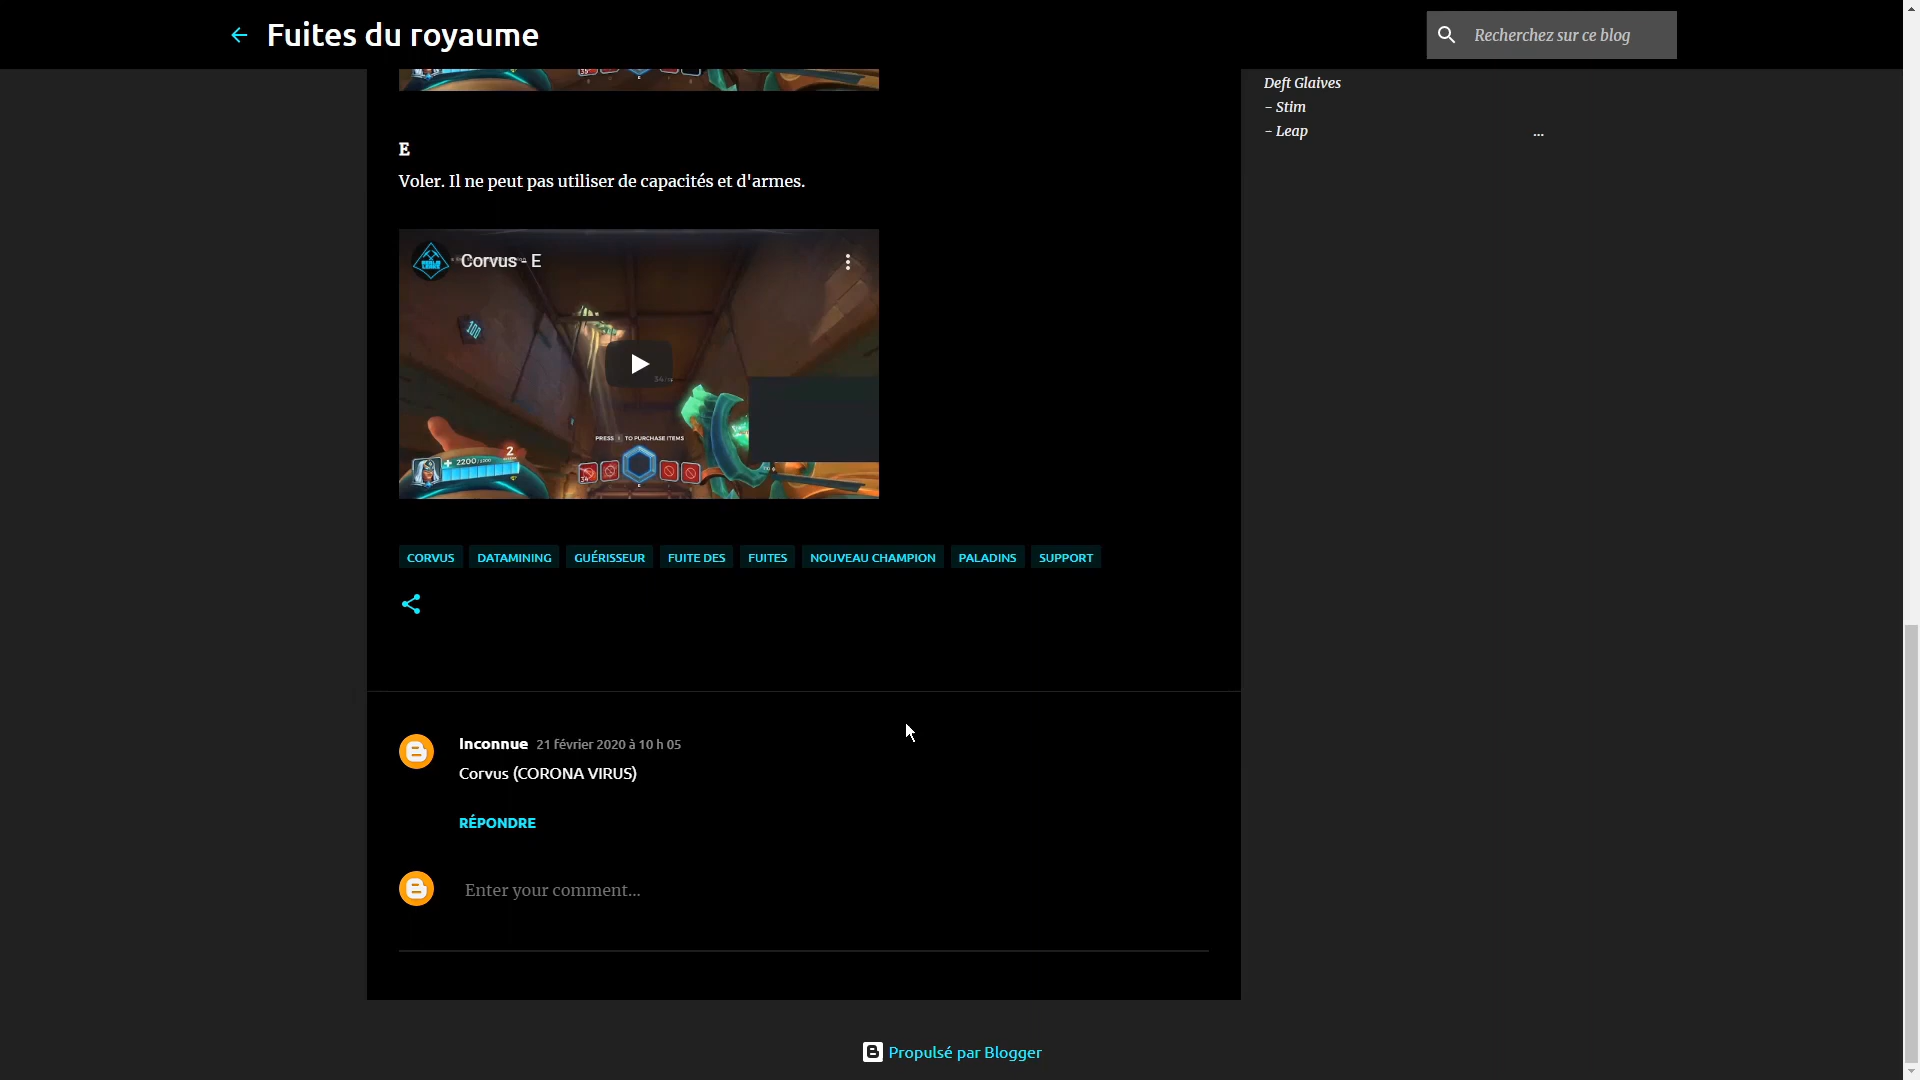 Fuites du royaume
Recherchez sur ce blog
Deft Glaives
- Stim
- Leap ...
E
Voler. Il ne peut pas utiliser de capacités et d'armes.
Corvus - E
100
PRESS I TO PURCHASE ITEMS
2
2200/2200
CORVUS DATAMINING GUÉRISSEUR FUITE DES FUITES NOUVEAU CHAMPION PALADINS SUPPORT
Inconnue 21 février 2020 à 10 h 05
Corvus (CORONA VIRUS)
RÉPONDRE
Enter your comment...
Propulsé par Blogger